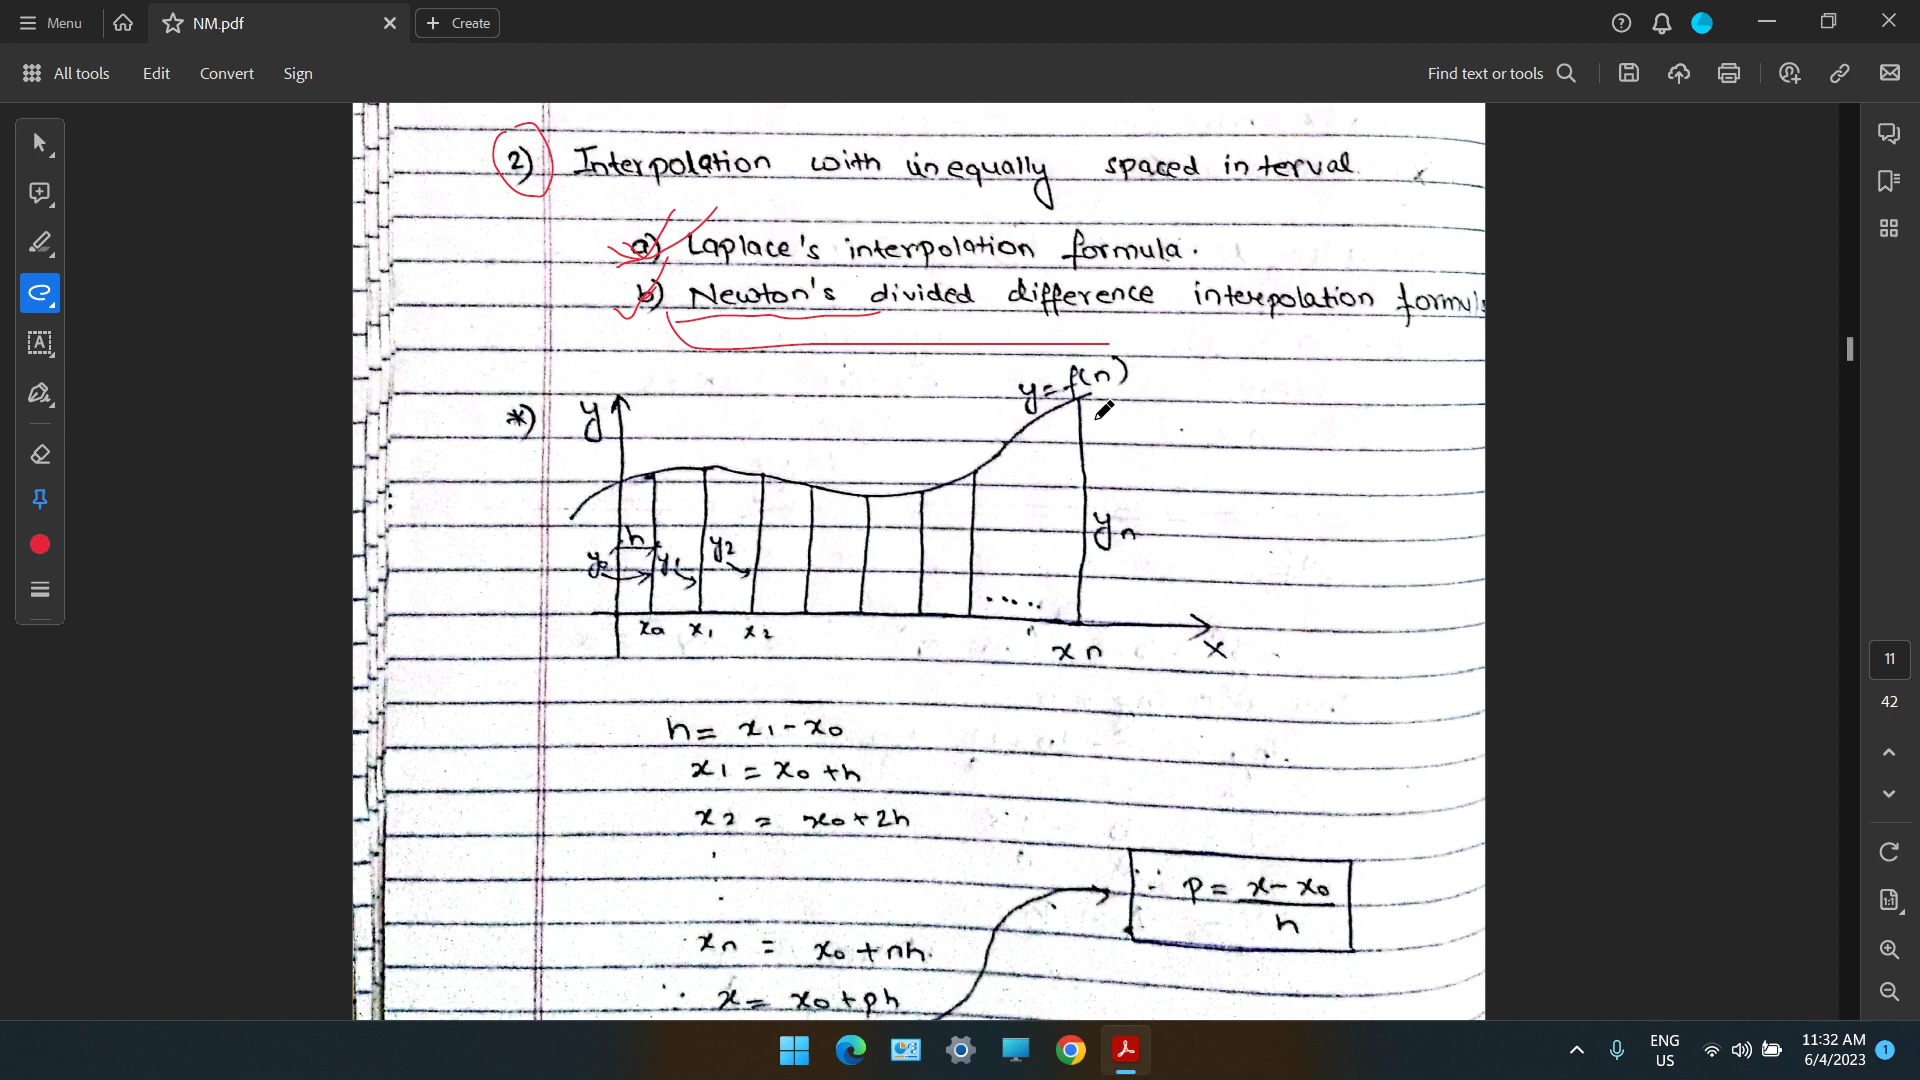 Menu
NM.pdf
Create
All tools
Edit
Convert
Sign
Find text or tools
2) Interpolation with unequally spaced interval.
a) Laplace's interpolation formula.
b) Newton's divided difference interpolation formul
*)
y
y = f(n)
h
y0
y1
y2
yn
.....
x0 x1 x2
xn
x
h = x1 - x0
x1 = x0 + h
x2 = x0 + 2h
xn = x0 + nh.
∴ x = x0 + ph
∵ p = x - x0
h
11
42
1:1
ENG
US
11:32 AM
6/4/2023
1